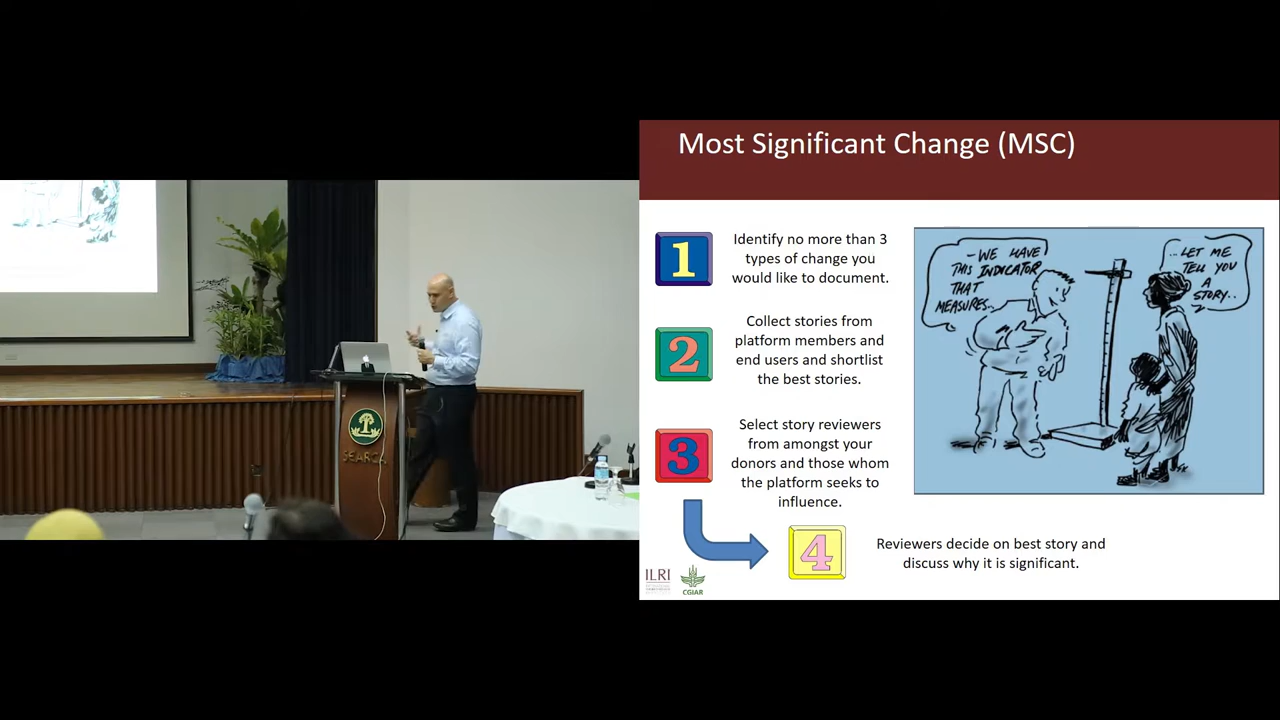 Most Significant Change (MSC)
1
Identify no more than 3
types of change you
would like to document.
2
Collect stories from
platform members and
end users and shortlist
the best stories.
3
Select story reviewers
from amongst your
donors and those whom
the platform seeks to
influence.
4
Reviewers decide on best story and
discuss why it is significant.
-WE HAVE
THIS INDICATOR
THAT
MEASURES..
...LET ME
TELL YOU
A
STORY..
ILRI
CGIAR
SEARCA